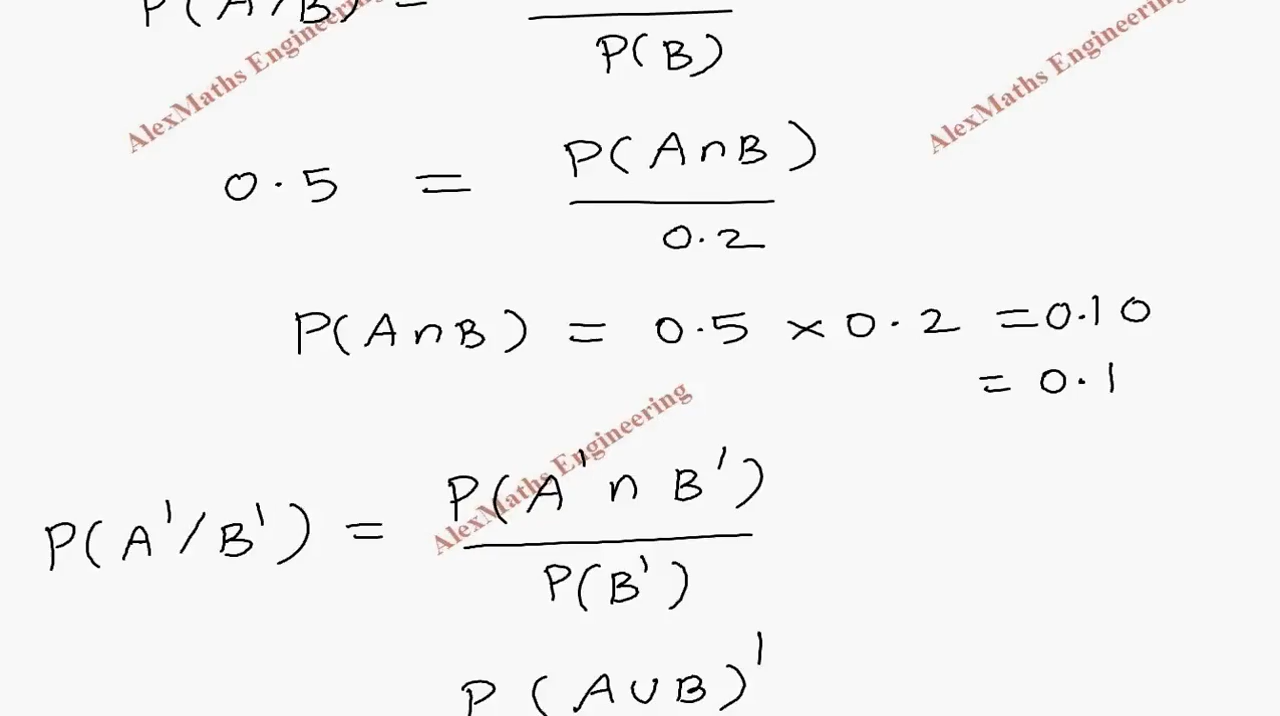 P(A/B) =
P(B)
AlexMaths Engineering
AlexMaths Engineering
0.5 = P(A∩B)
0.2
P(A∩B) = 0.5 × 0.2 = 0.10
= 0.1
AlexMaths Engineering
P(A'/B') = P(A'∩B')
P(B')
P(A∪B)'